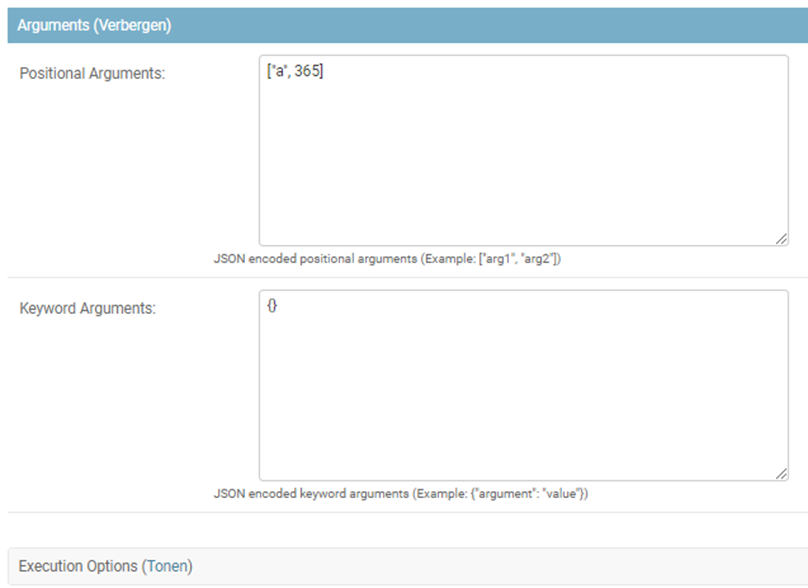 Arguments (Verbergen)
Positional Arguments:
["a", 365]
JSON encoded positional arguments (Example: ["arg1", "arg2"])
Keyword Arguments:
{}
JSON encoded keyword arguments (Example: {"argument": "value"})
Execution Options (Tonen)